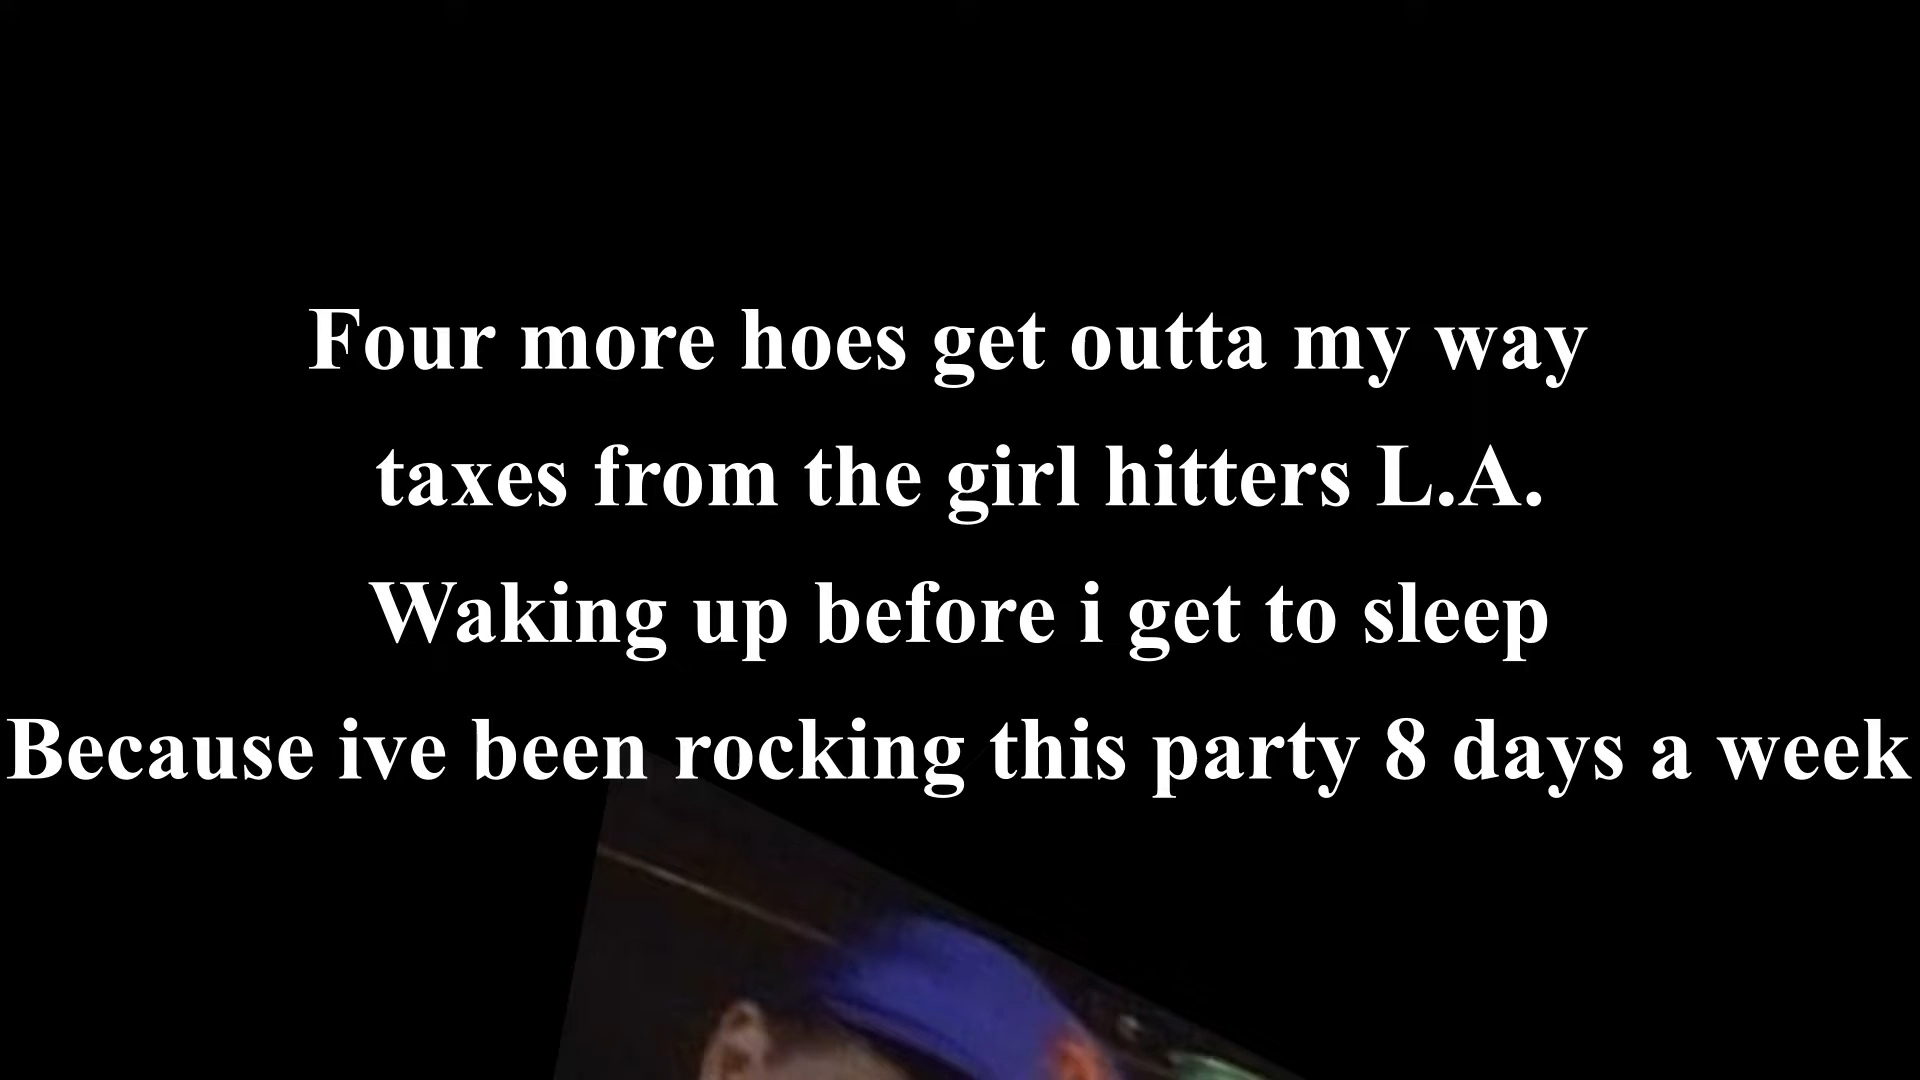 Four more hoes get outta my way
taxes from the girl hitters L.A.
Waking up before i get to sleep
Because ive been rocking this party 8 days a week